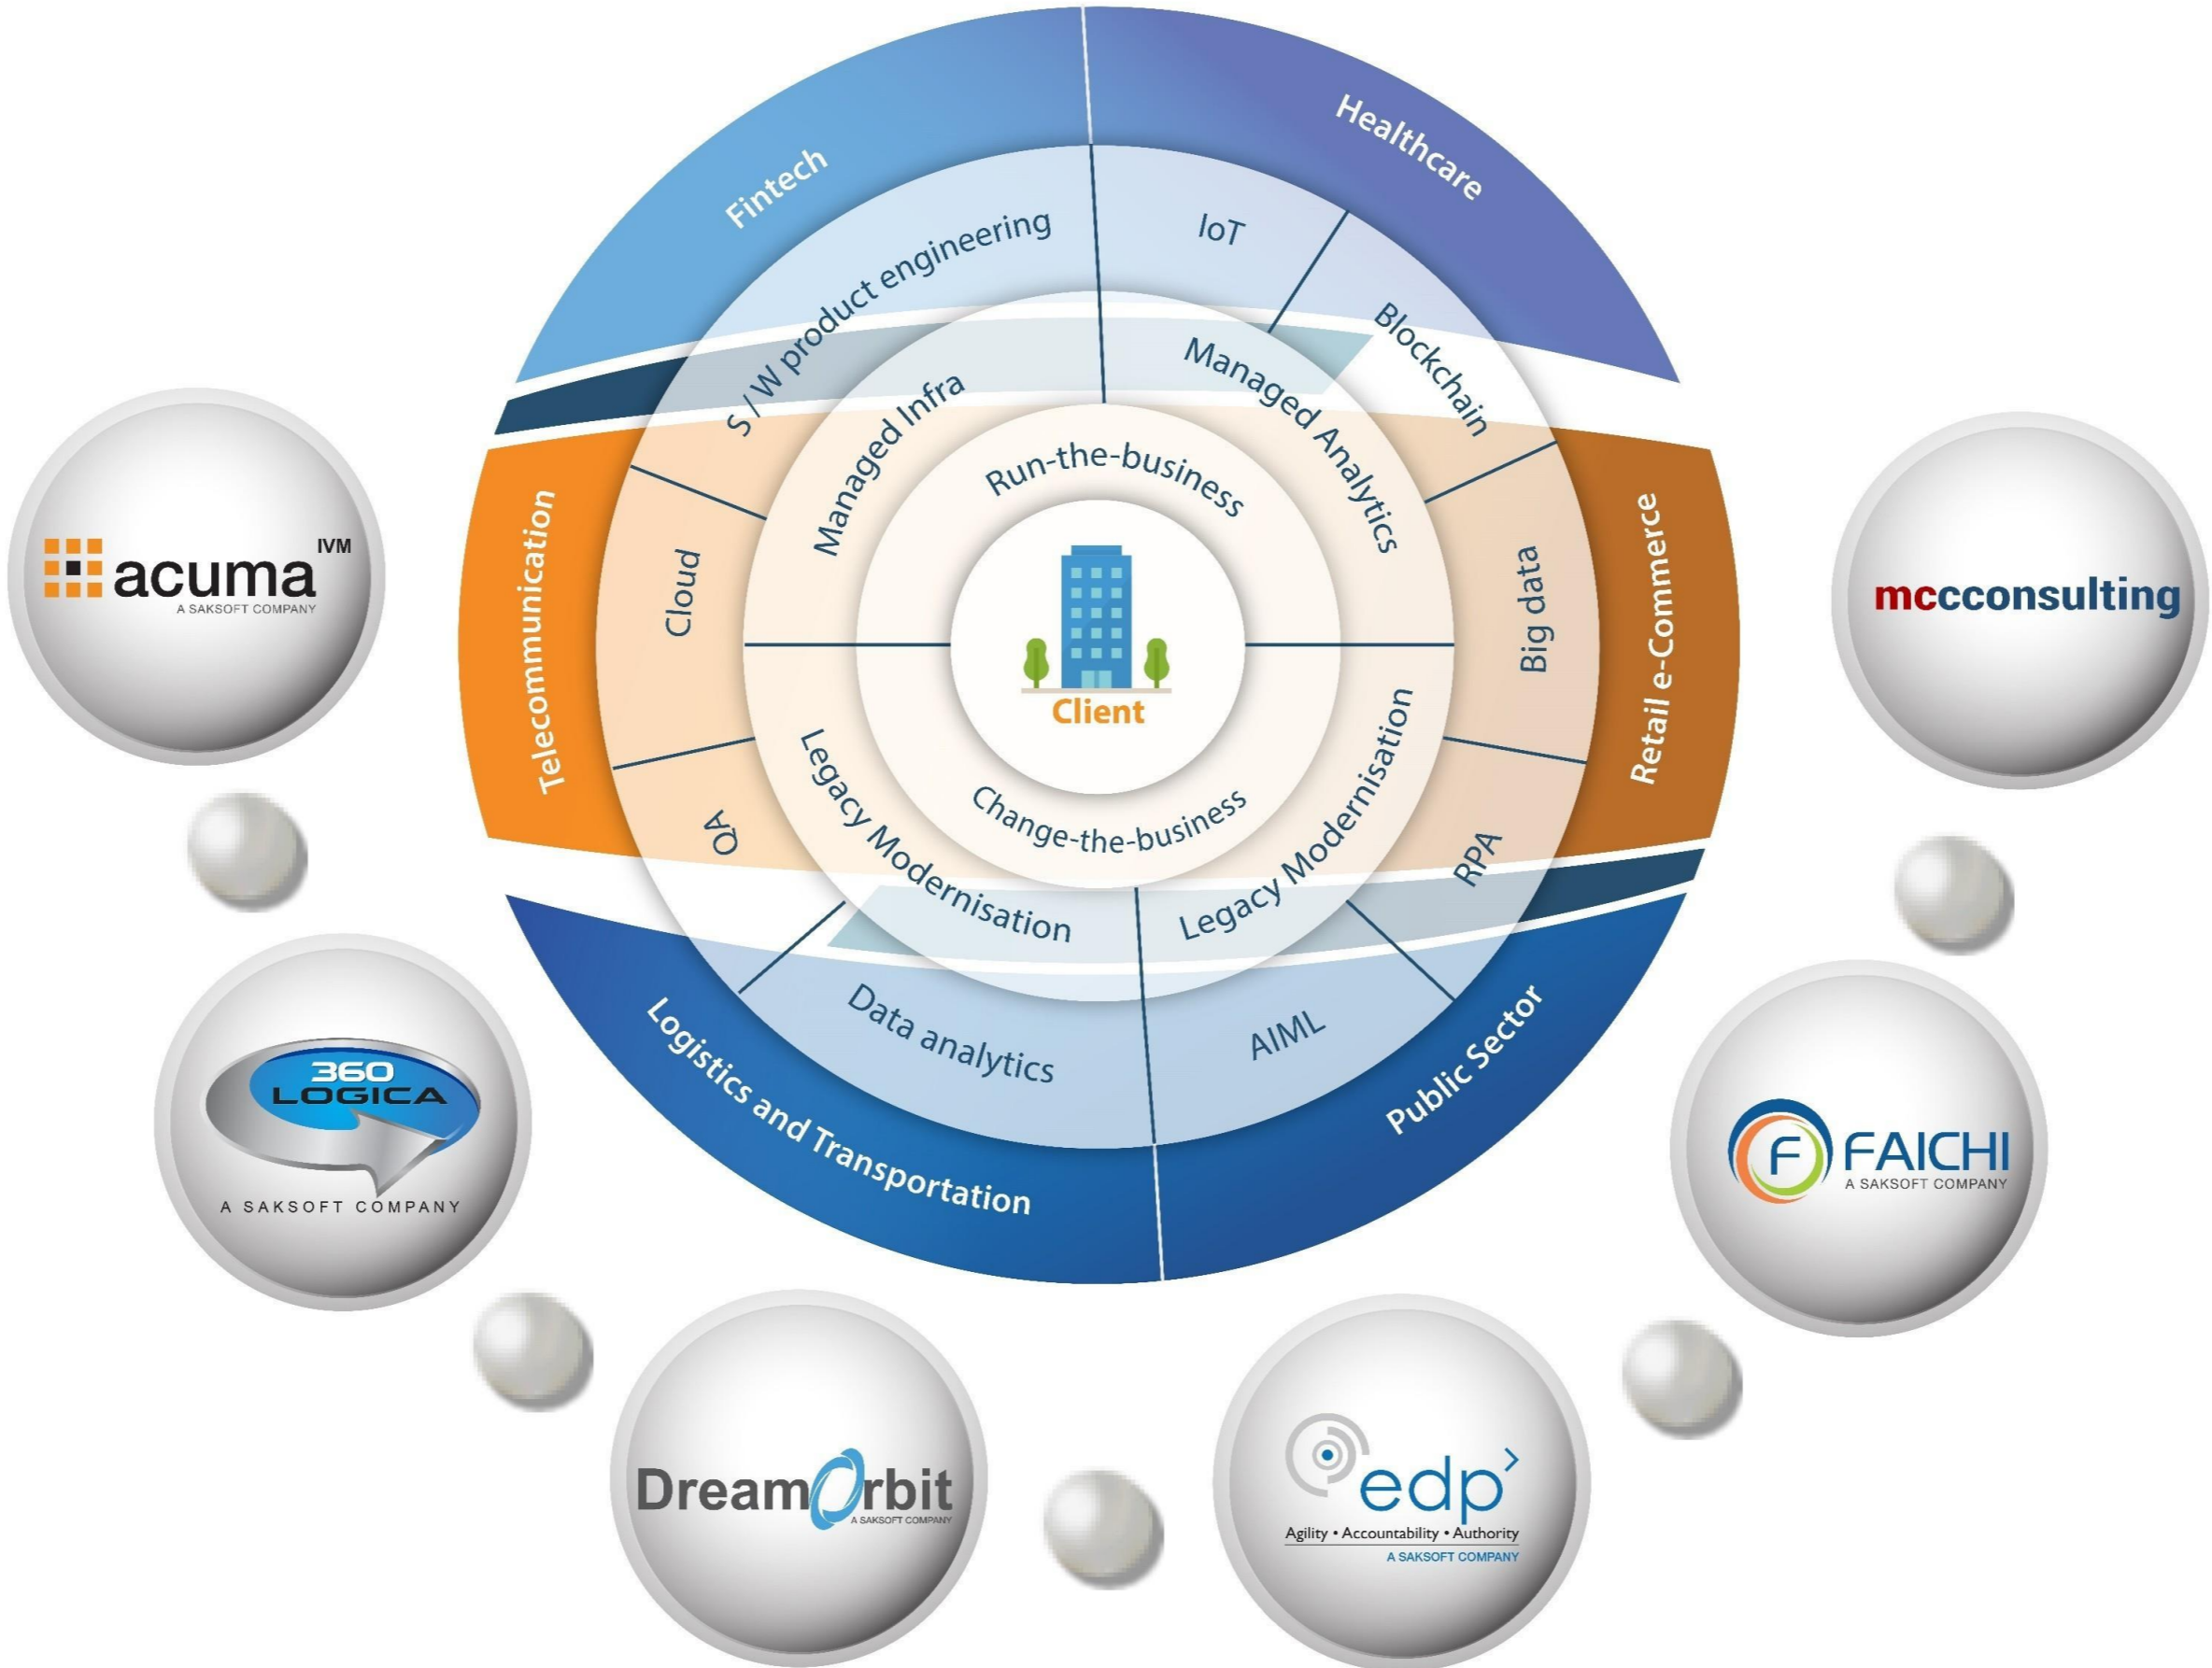 Fintech
Healthcare
Telecommunication
Retail e-Commerce
Logistics and Transportation
Public Sector
S / W product engineering
IoT
Blockchain
Cloud
Big data
QA
RPA
Data analytics
AIML
Managed Infra
Managed Analytics
Legacy Modernisation
Legacy Modernisation
Run-the-business
Change-the-business
Client
acuma IVM
A SAKSOFT COMPANY
360
LOGICA
A SAKSOFT COMPANY
DreamOrbit
A SAKSOFT COMPANY
edp
Agility • Accountability • Authority
A SAKSOFT COMPANY
F FAICHI
A SAKSOFT COMPANY
mccconsulting